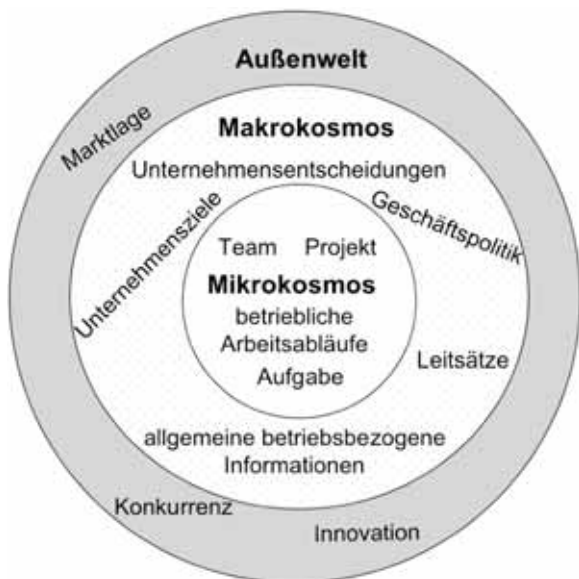 Außenwelt
Marktlage
Makrokosmos
Unternehmensentscheidungen
Unternehmensziele
Geschäftspolitik
Team Projekt
Mikrokosmos
betriebliche
Arbeitsabläufe
Aufgabe
Leitsätze
allgemeine betriebsbezogene
Informationen
Konkurrenz
Innovation